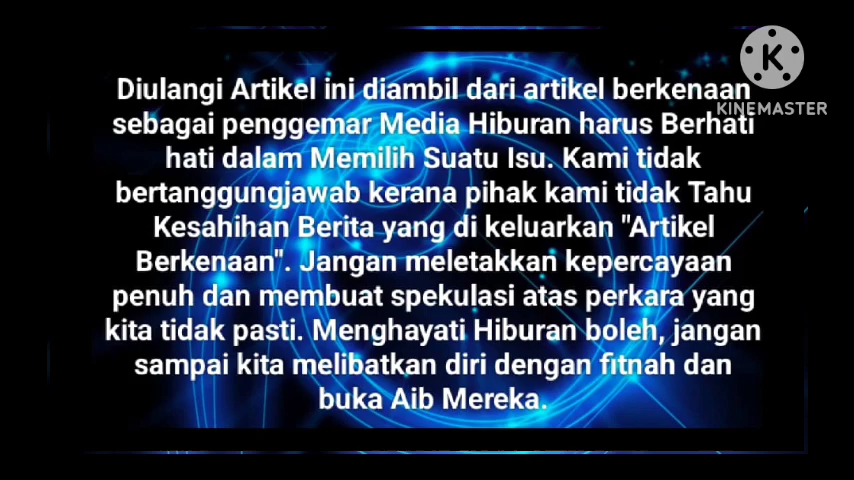 Diulangi Artikel ini diambil dari artikel berkenaan
sebagai penggemar Media Hiburan harus Berhati
hati dalam Memilih Suatu Isu. Kami tidak
bertanggungjawab kerana pihak kami tidak Tahu
Kesahihan Berita yang di keluarkan "Artikel
Berkenaan". Jangan meletakkan kepercayaan
penuh dan membuat spekulasi atas perkara yang
kita tidak pasti. Menghayati Hiburan boleh, jangan
sampai kita melibatkan diri dengan fitnah dan
buka Aib Mereka.
K
KINEMASTER